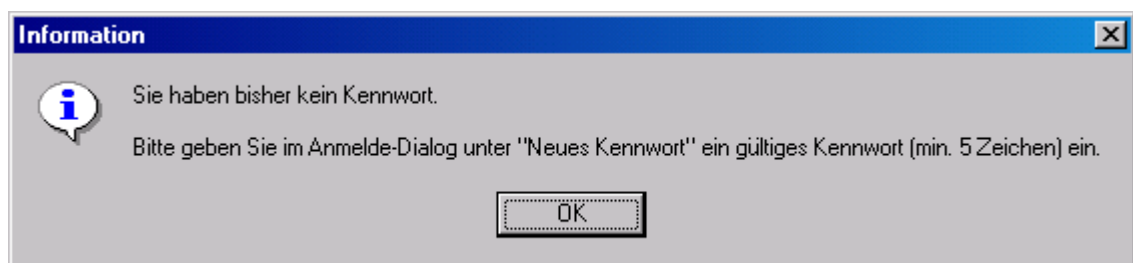 Information
Sie haben bisher kein Kennwort.
Bitte geben Sie im Anmelde-Dialog unter "Neues Kennwort" ein gültiges Kennwort (min. 5 Zeichen) ein.
OK